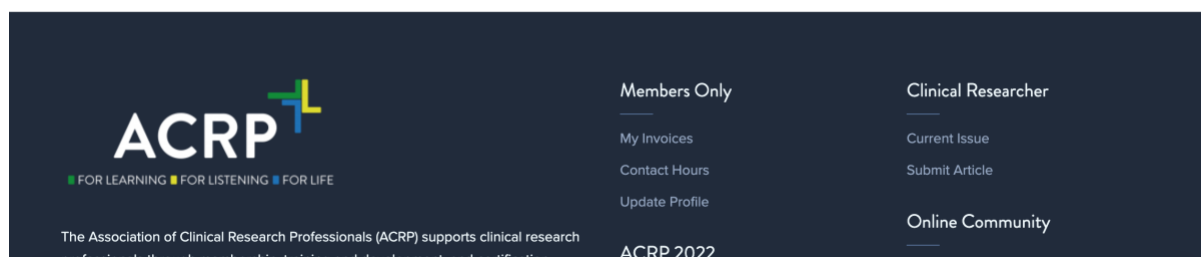 ACRP
FOR LEARNING FOR LISTENING FOR LIFE
The Association of Clinical Research Professionals (ACRP) supports clinical research
Members Only
My Invoices
Contact Hours
Update Profile
ACRP 2022
Clinical Researcher
Current Issue
Submit Article
Online Community